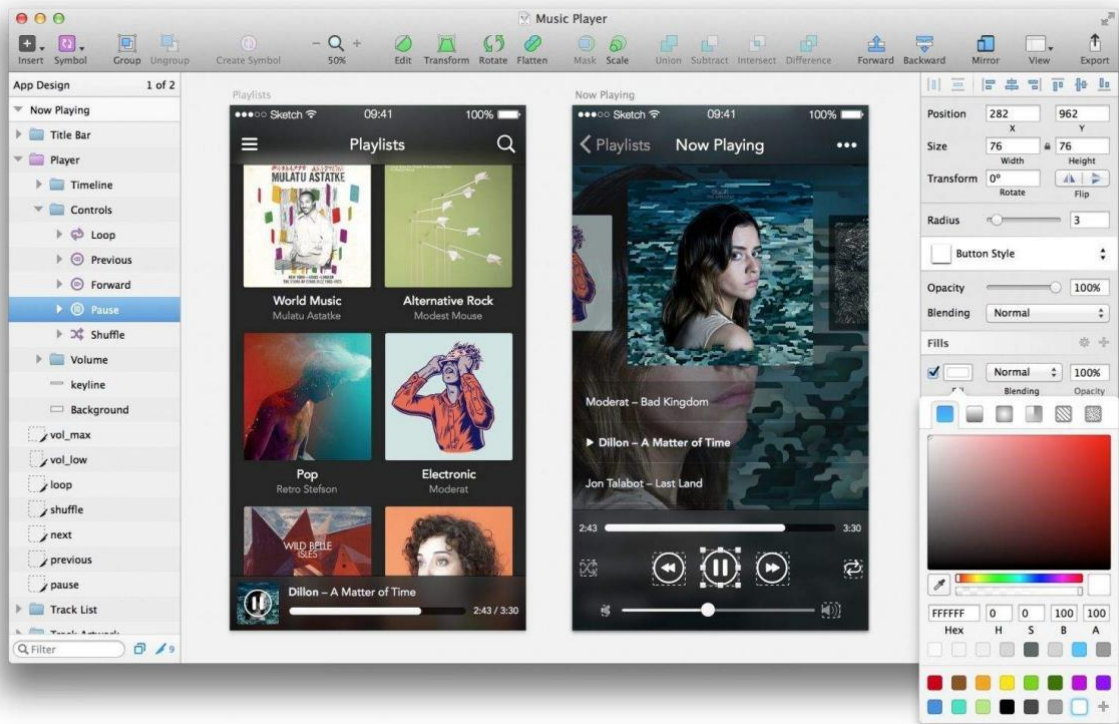 Music Player
Insert Symbol Group Ungroup Create Symbol 50% Edit Transform Rotate Flatten Mask Scale Union Subtract Intersect Difference Forward Backward Mirror View Export
App Design 1 of 2
Now Playing
Title Bar
Player
Timeline
Controls
Loop
Previous
Forward
Pause
Shuffle
Volume
keyline
Background
vol_max
vol_low
loop
shuffle
next
previous
pause
Track List
Filter 9
Playlists
Sketch 09:41 100%
Playlists
MULATU ASTATKE
World Music
Mulatu Astatke
Alternative Rock
Modest Mouse
Pop
Retro Stefson
Electronic
Moderat
WILD BELLE
ISLES
Dillon – A Matter of Time
2:43 / 3:30
Now Playing
Sketch 09:41 100%
Playlists Now Playing
Moderat – Bad Kingdom
Dillon – A Matter of Time
Jon Talabot – Last Land
2:43 3:30
Position 282 962
X Y
Size 76 76
Width Height
Transform 0°
Rotate Flip
Radius 3
Button Style
Opacity 100%
Blending Normal
Fills
Normal 100%
Blending Opacity
FFFFFF 0 0 100 100
Hex H S B A